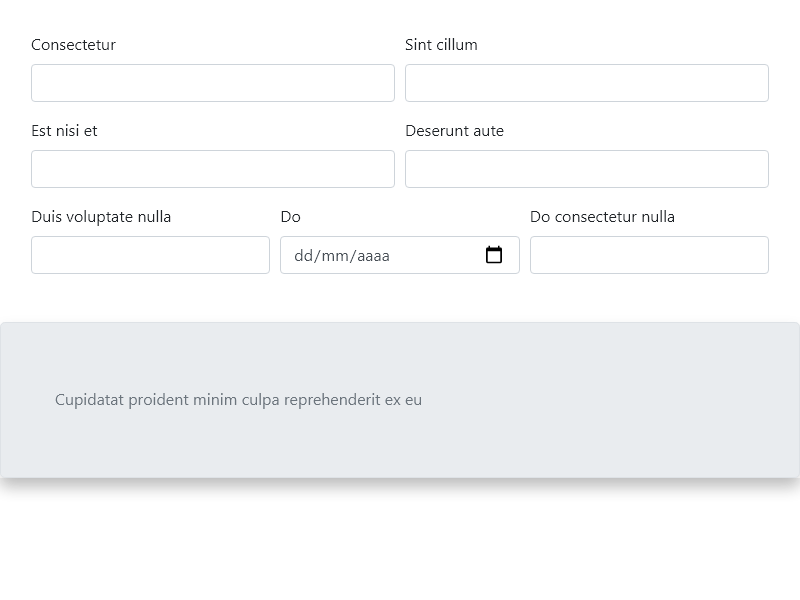 Consectetur
Sint cillum
Est nisi et
Deserunt aute
Duis voluptate nulla
Do
Do consectetur nulla
dd/mm/aaaa
Cupidatat proident minim culpa reprehenderit ex eu